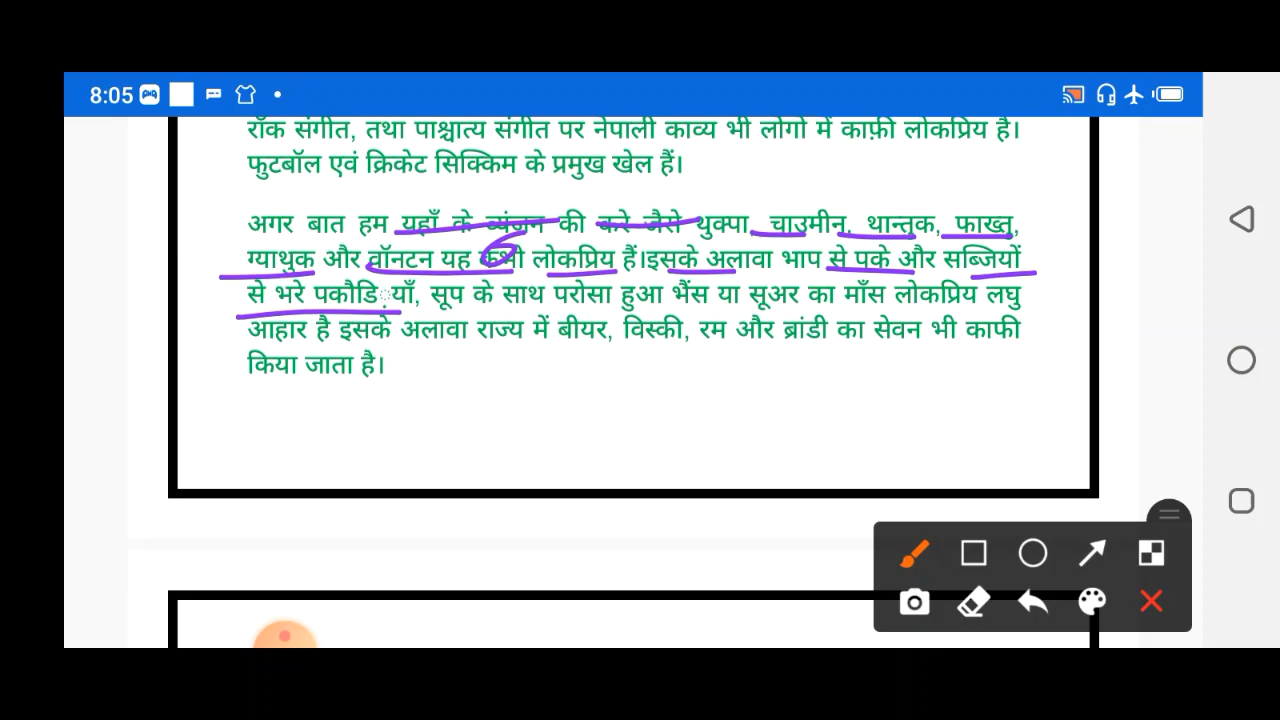 8:05
रॉक संगीत, तथा पाश्चात्य संगीत पर नेपाली काव्य भी लोगों में काफ़ी लोकप्रिय है।
फुटबॉल एवं क्रिकेट सिक्किम के प्रमुख खेल हैं।
अगर बात हम यहाँ के व्यंजन की करे जैसे थुक्पा, चाउमीन, थान्तुक, फाख्तु,
ग्याथुक और वॉनटन यह कभी लोकप्रिय हैं।इसके अलावा भाप से पके और सब्जियों
से भरे पकौडि़याँ, सूप के साथ परोसा हुआ भैंस या सूअर का माँस लोकप्रिय लघु
आहार है इसके अलावा राज्य में बीयर, विस्की, रम और ब्रांडी का सेवन भी काफी
किया जाता है।